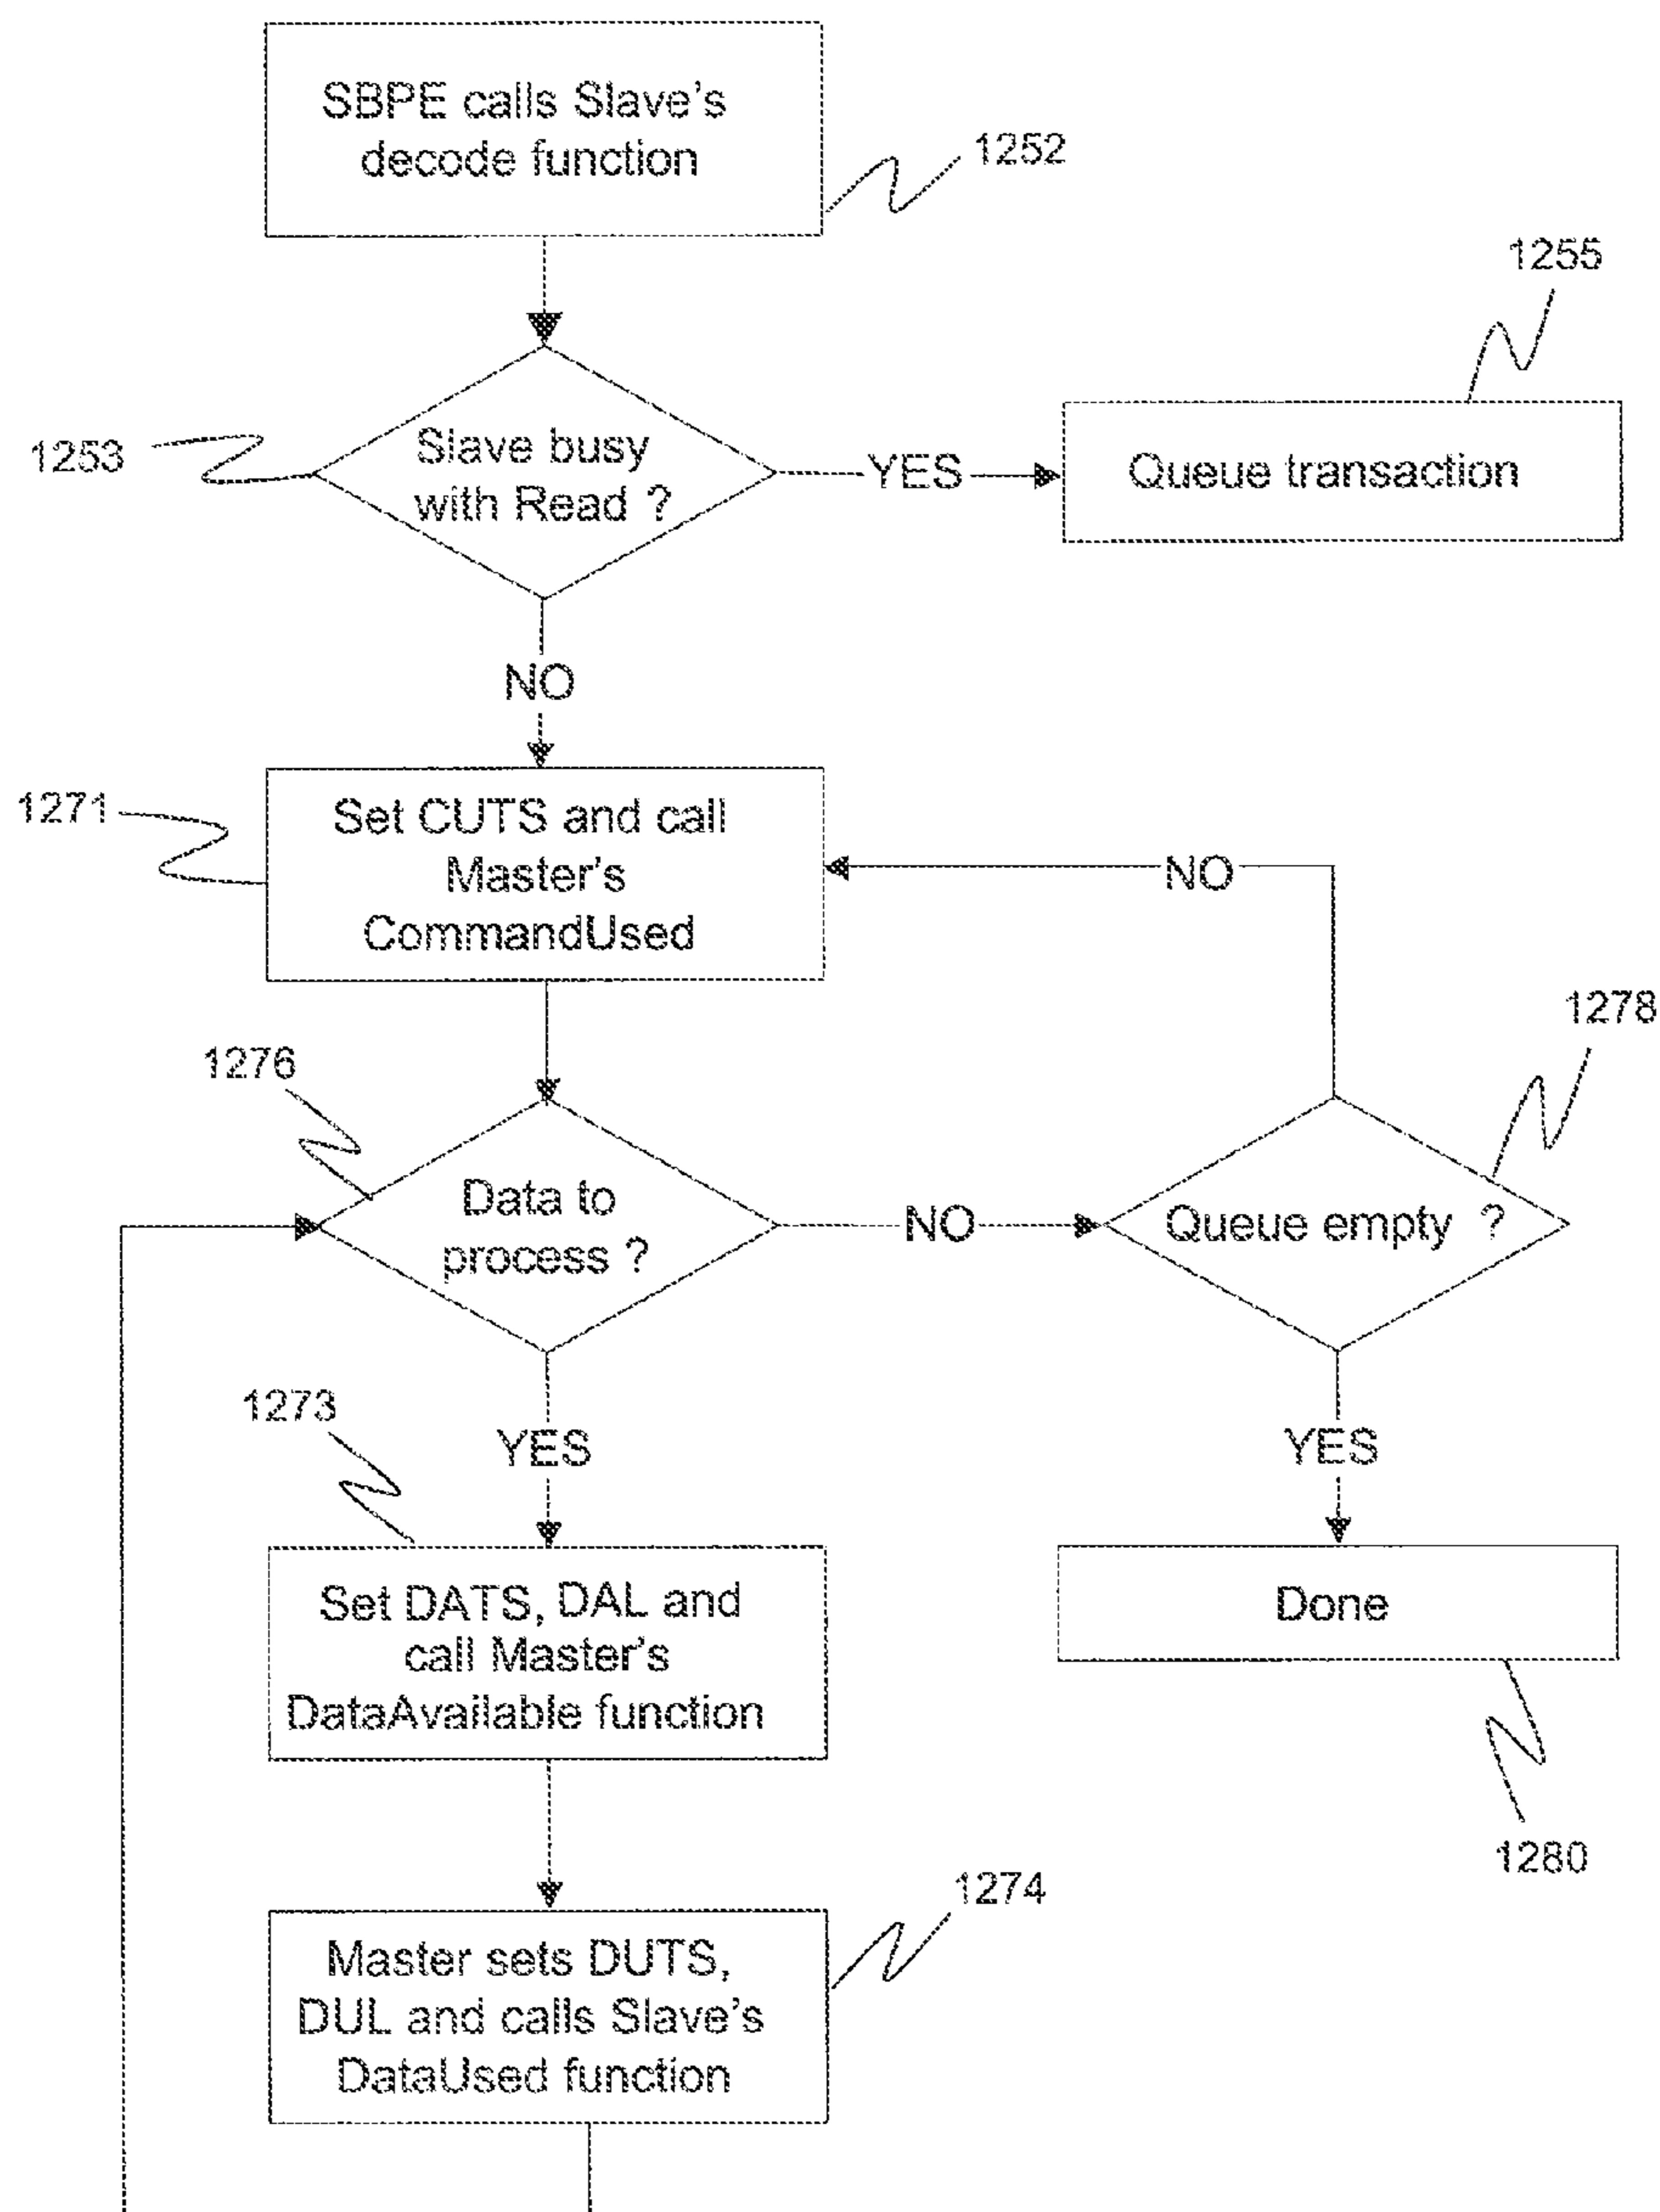 SBPE calls Slave's
decode function
1252
1255
1253
Slave busy
with Read ?
YES
Queue transaction
NO
1271
Set CUTS and call
Master's
CommandUsed
NO
1278
1276
Data to
process ?
NO
Queue empty ?
1273
YES
YES
Set DATS, DAL and
call Master's
DataAvailable function
Done
1280
1274
Master sets DUTS,
DUL and calls Slave's
DataUsed function